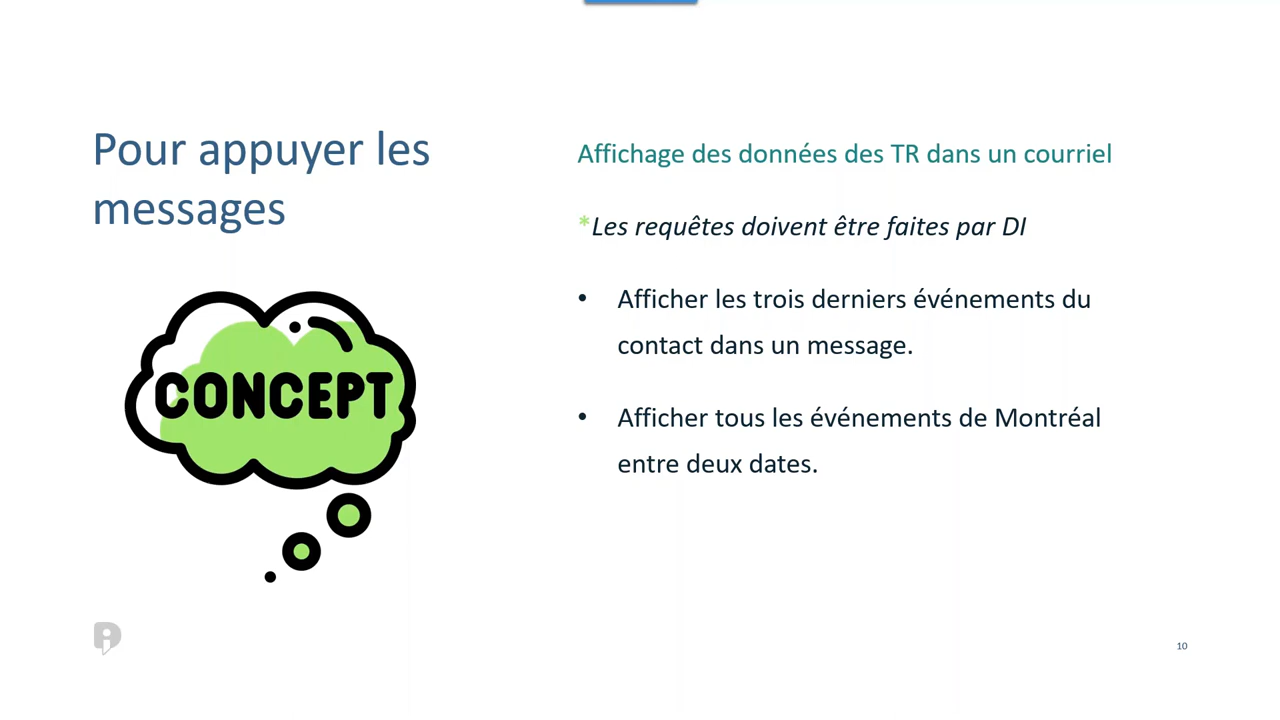 Pour appuyer les
messages
CONCEPT
Affichage des données des TR dans un courriel
*Les requêtes doivent être faites par DI
• Afficher les trois derniers événements du
contact dans un message.
• Afficher tous les événements de Montréal
entre deux dates.
10